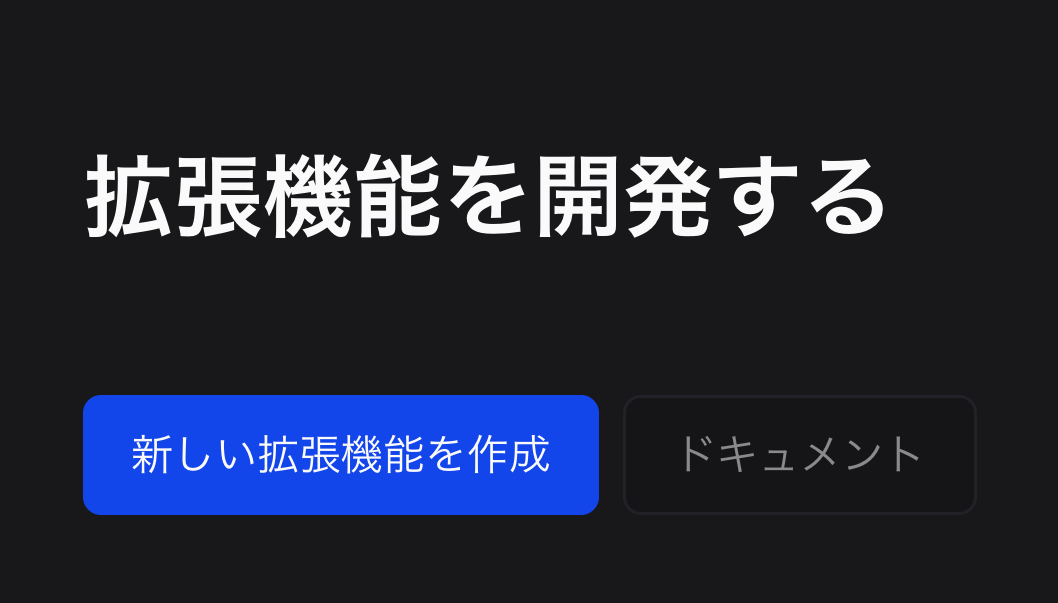 拡張機能を開発する
新しい拡張機能を作成
ドキュメント